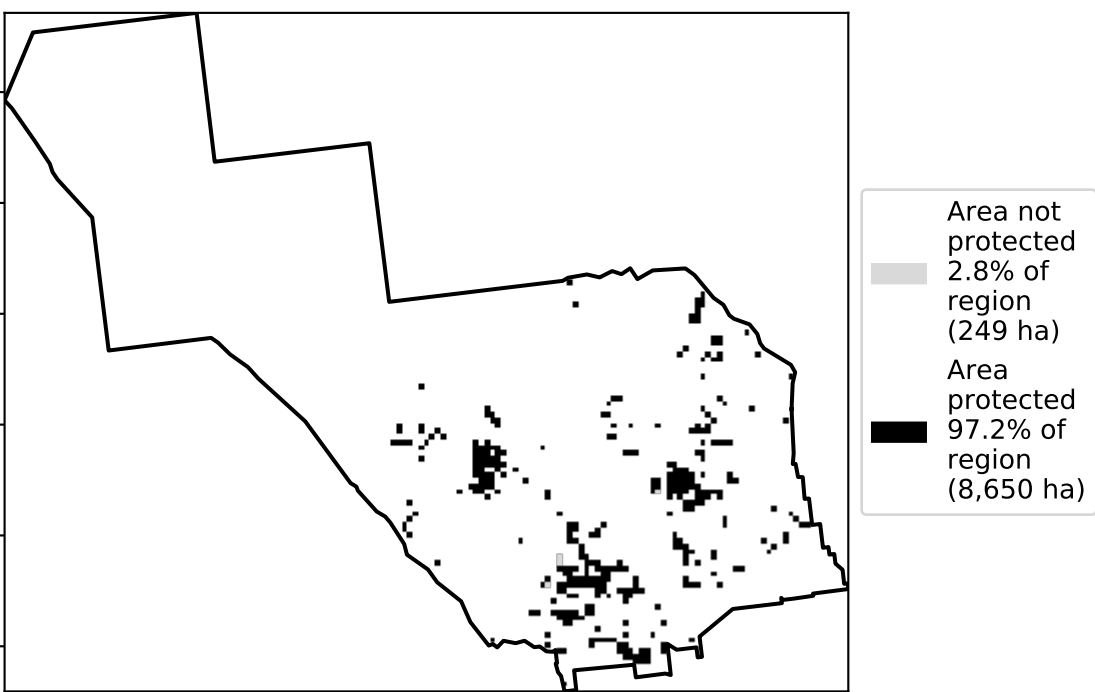 Area not
protected
2.8% of
region
(249 ha)
Area
protected
97.2% of
region
(8,650 ha)